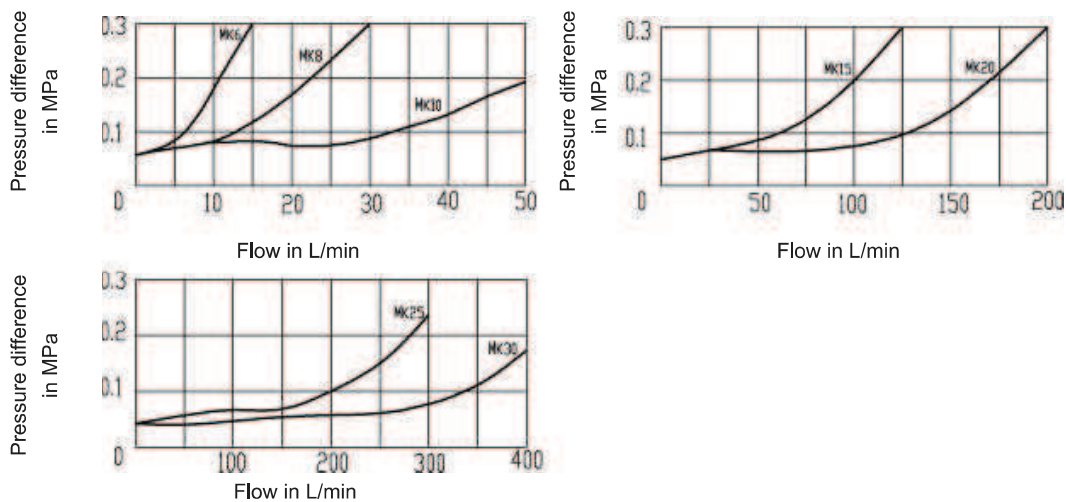 Pressure difference
in MPa
0.3
0.2
0.1
0
10
20
30
40
50
MK6
MK8
MK10
Flow in L/min
Pressure difference
in MPa
0.3
0.2
0.1
0
50
100
150
200
MK15
MK20
Flow in L/min
Pressure difference
in MPa
0.3
0.2
0.1
0
100
200
300
400
MK25
MK30
Flow in L/min